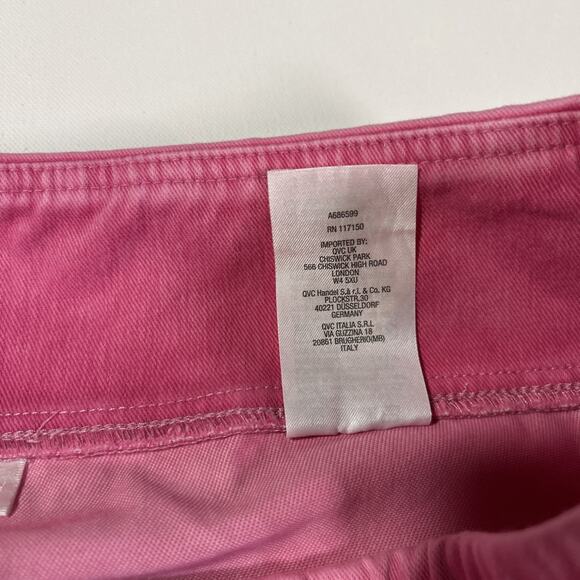 A686599
RN 117150
IMPORTED BY:
QVC UK
CHISWICK PARK
566 CHISWICK HIGH ROAD
LONDON
W4 5XU
QVC Handel S.à r.l. & Co. KG
PLOCKSTR.30
40221 DÜSSELDORF
GERMANY
QVC ITALIA S.R.L
VIA GUZZINA 18
20861 BRUGHERIO(MB)
ITALY